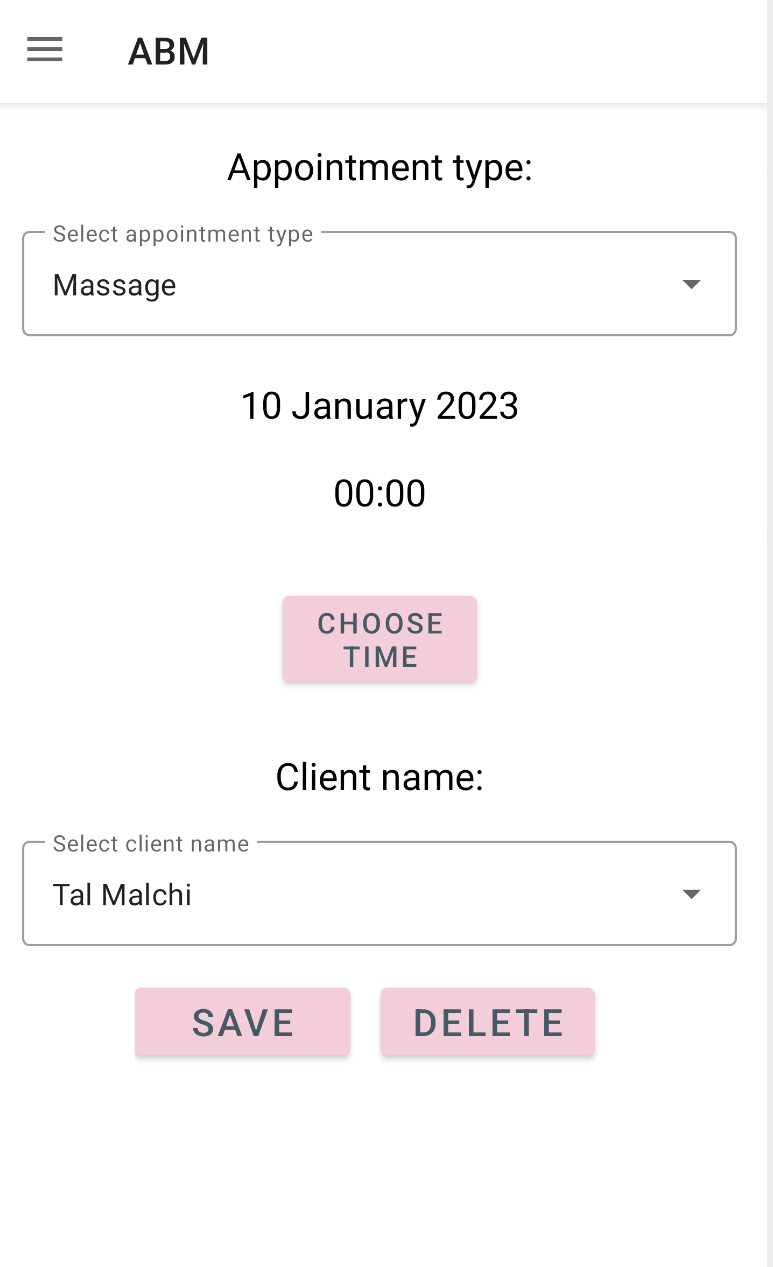 ABM
Appointment type:
Select appointment type
Massage
10 January 2023
00:00
CHOOSE
TIME
Client name:
Select client name
Tal Malchi
SAVE
DELETE